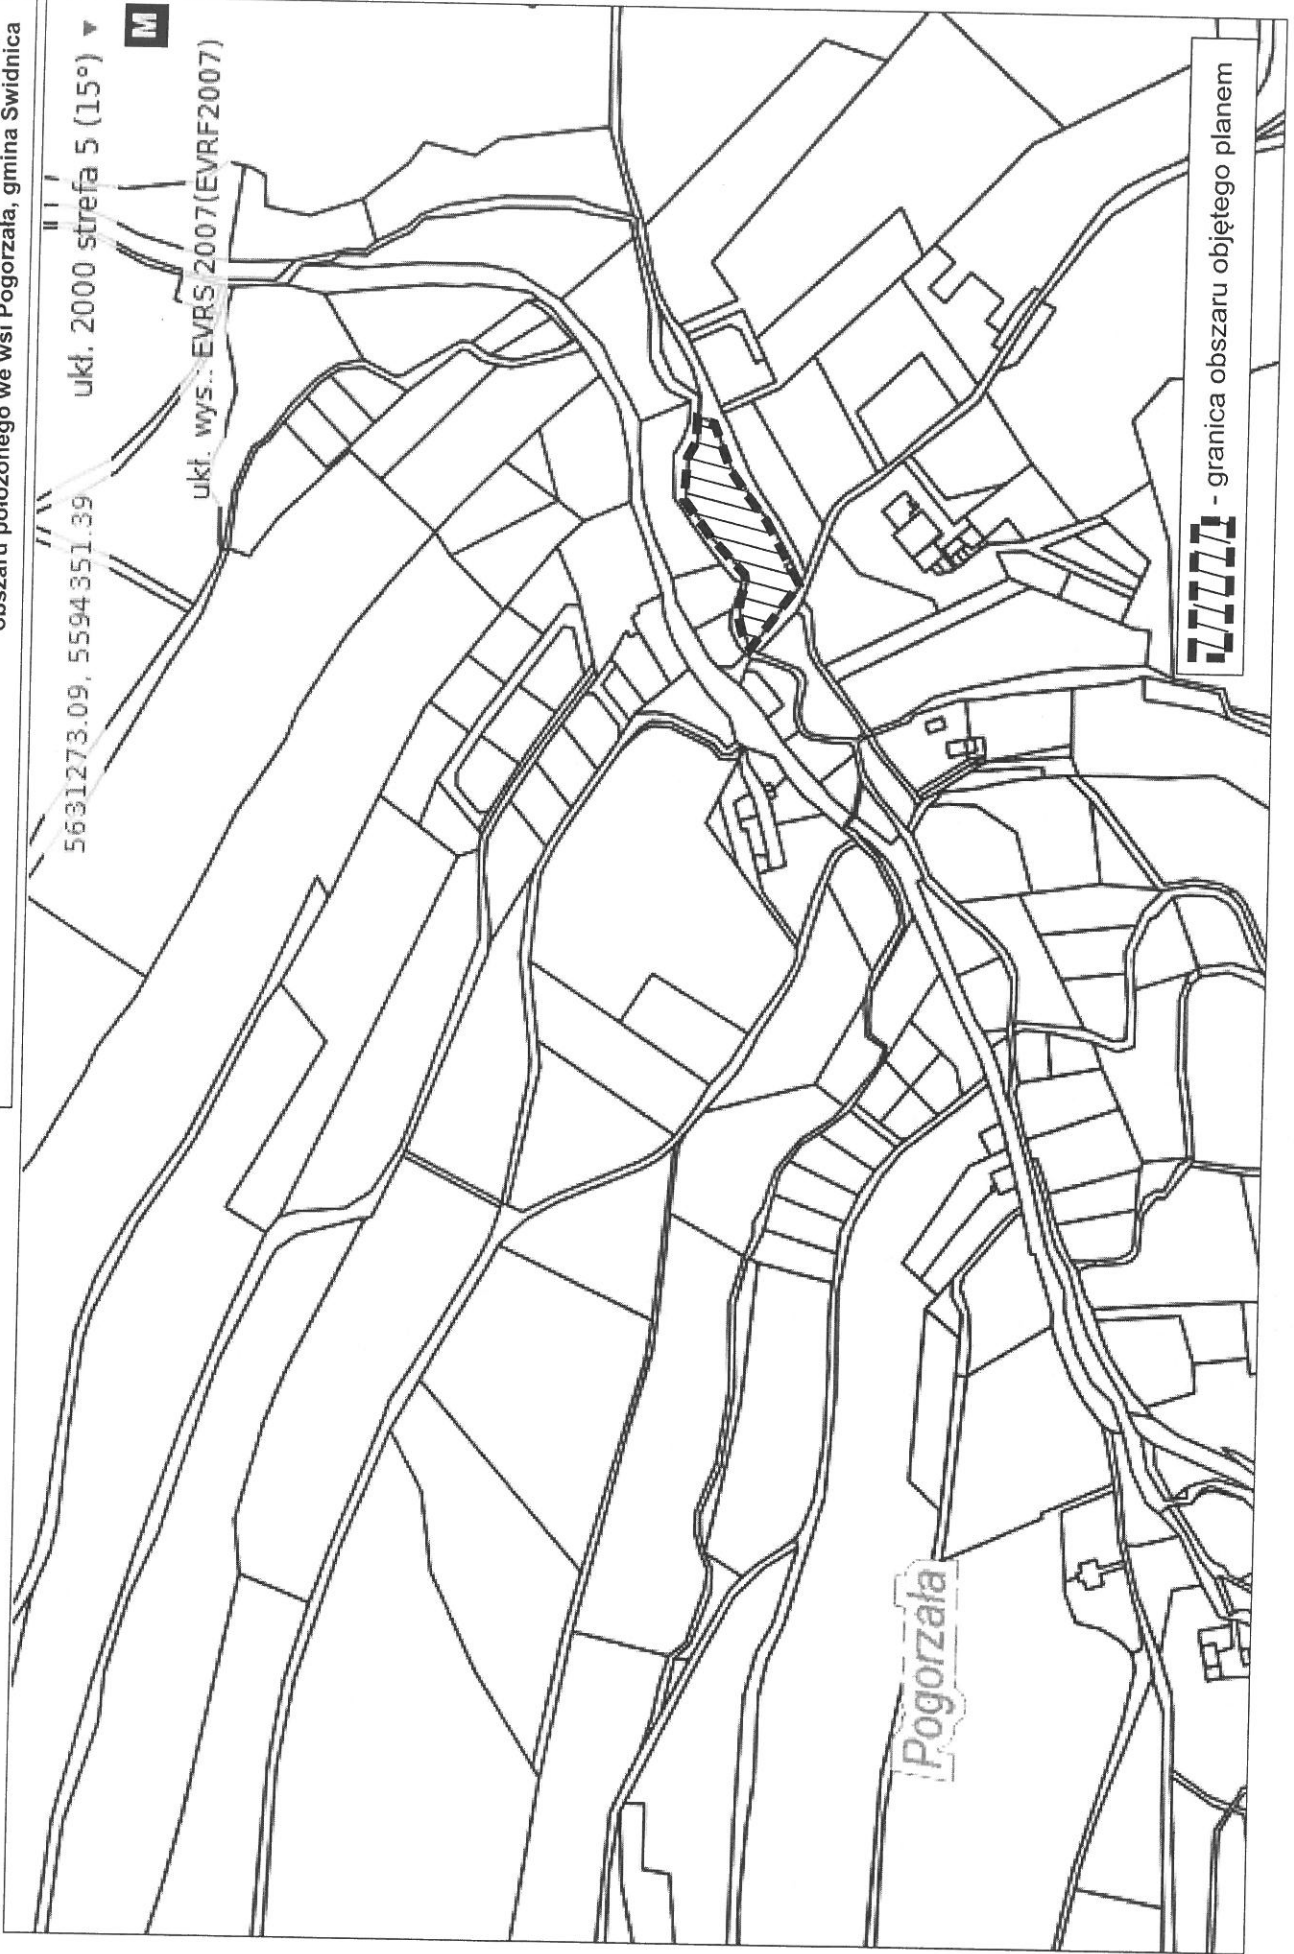 obszaru położonego we wsi Pogorzała, gmina Świdnica
5631273.09, 5594351.39 ukł. 2000 strefa 5 (15°) ▼
M
ukł. wys.: EVRS 2007(EVRF2007)
Pogorzała
- granica obszaru objętego planem